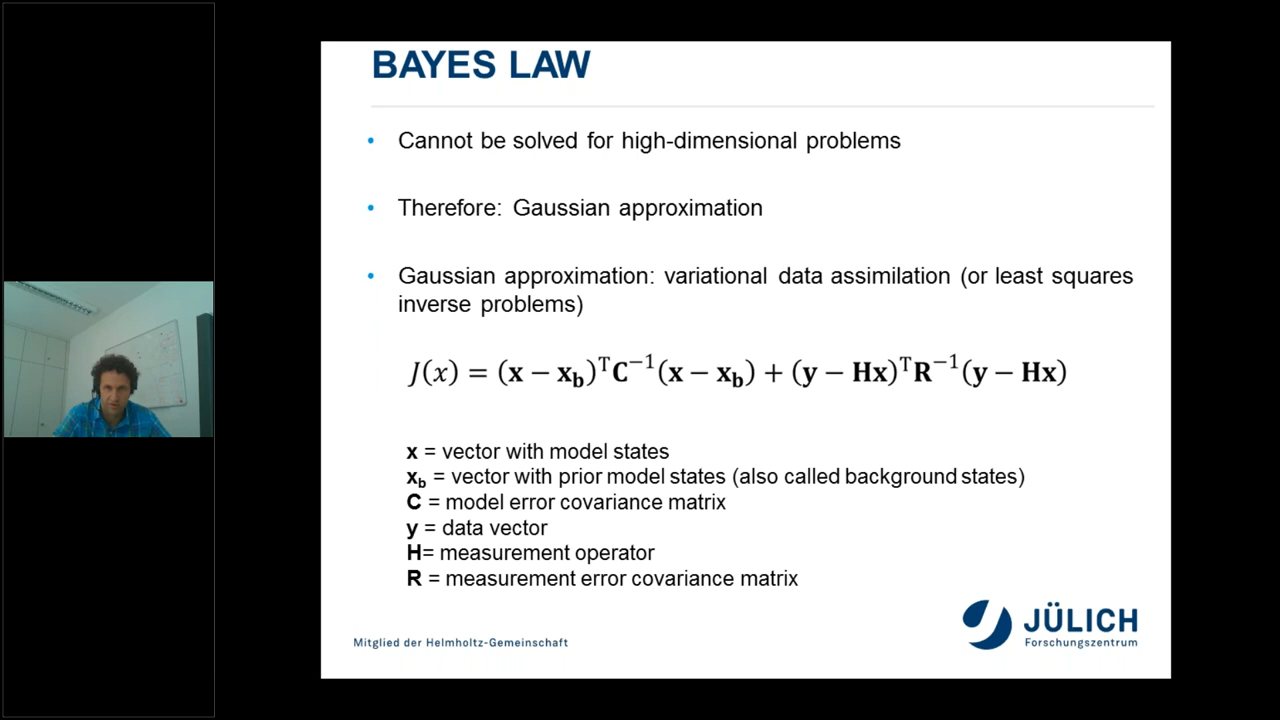 BAYES LAW
• Cannot be solved for high-dimensional problems
• Therefore: Gaussian approximation
• Gaussian approximation: variational data assimilation (or least squares
inverse problems)
J(x) = (x − x_b)ᵀC⁻¹(x − x_b) + (y − Hx)ᵀR⁻¹(y − Hx)
x = vector with model states
x_b = vector with prior model states (also called background states)
C = model error covariance matrix
y = data vector
H= measurement operator
R = measurement error covariance matrix
Mitglied der Helmholtz-Gemeinschaft
JÜLICH
Forschungszentrum